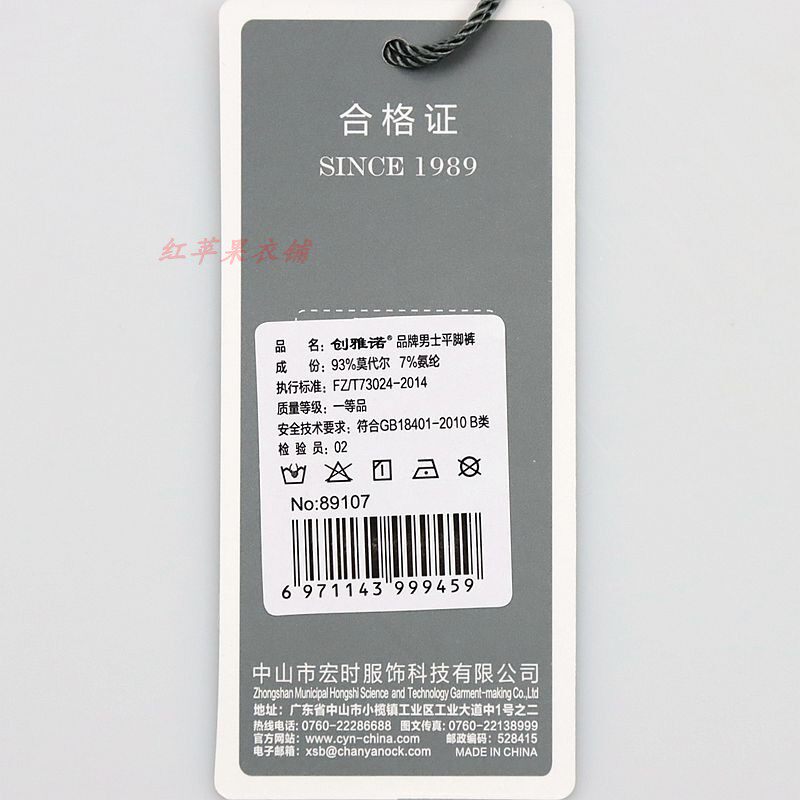 合格证
SINCE 1989
红苹果衣铺
品 名：创雅诺® 品牌男士平脚裤
成 份：93%莫代尔 7%氨纶
执行标准：FZ/T73024-2014
质量等级：一等品
安全技术要求：符合GB18401-2010 B类
检 验 员：02
No:89107
6 971143 999459
中山市宏时服饰科技有限公司
Zhongshan Municipal Hongshi Science and Technology Garment-making Co.,Ltd
地址：广东省中山市小榄镇工业区工业大道中1号之二
热线电话：0760-22286688 图文传真：0760-22138999
官方网站：www.cyn-china.com 邮政编码：528415
电子邮箱：xsb@chanyanock.com MADE IN CHINA